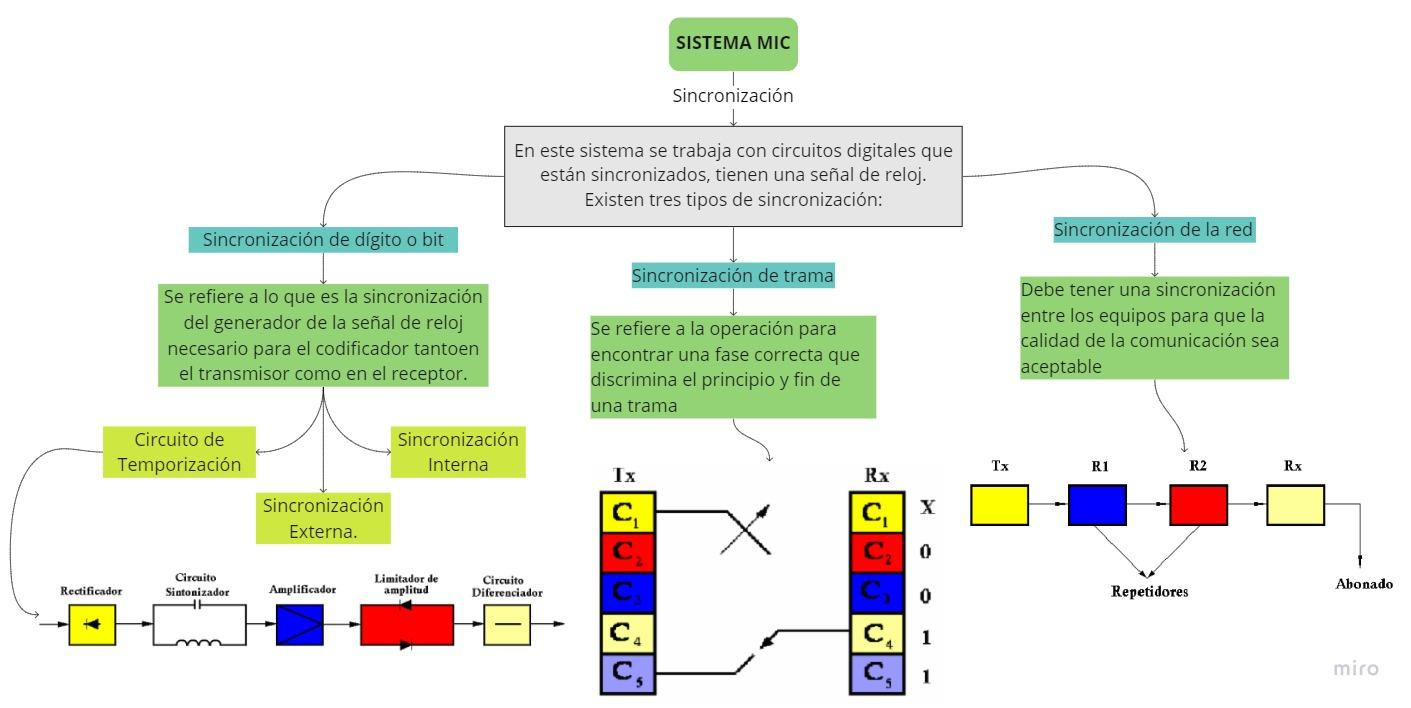 SISTEMA MIC
Sincronización
En este sistema se trabaja con circuitos digitales que
están sincronizados, tienen una señal de reloj.
Existen tres tipos de sincronización:
Sincronización de dígito o bit
Se refiere a lo que es la sincronización
del generador de la señal de reloj
necesario para el codificador tantoen
el transmisor como en el receptor.
Circuito de
Temporización
Sincronización
Externa.
Sincronización
Interna
Rectificador
Circuito
Sintonizador
Amplificador
Limitador de
amplitud
Circuito
Diferenciador
Sincronización de trama
Se refiere a la operación para
encontrar una fase correcta que
discrimina el principio y fin de
una trama
Tx
Rx
C1
C1
X
C2
C2
0
C3
C3
0
C4
C4
1
C5
C5
1
Sincronización de la red
Debe tener una sincronización
entre los equipos para que la
calidad de la comunicación sea
aceptable
Tx
R1
R2
Rx
Repetidores
Abonado
miro